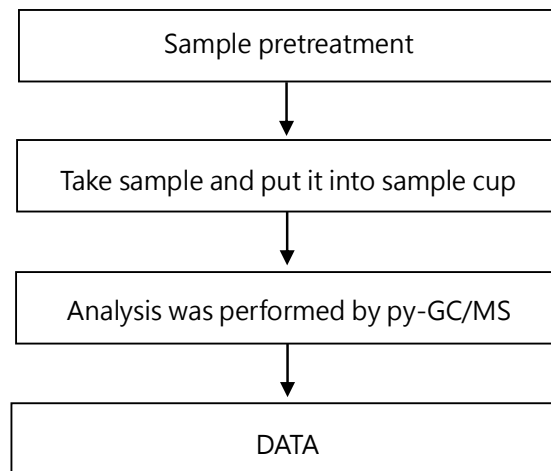 Sample pretreatment
Take sample and put it into sample cup
Analysis was performed by py-GC/MS
DATA